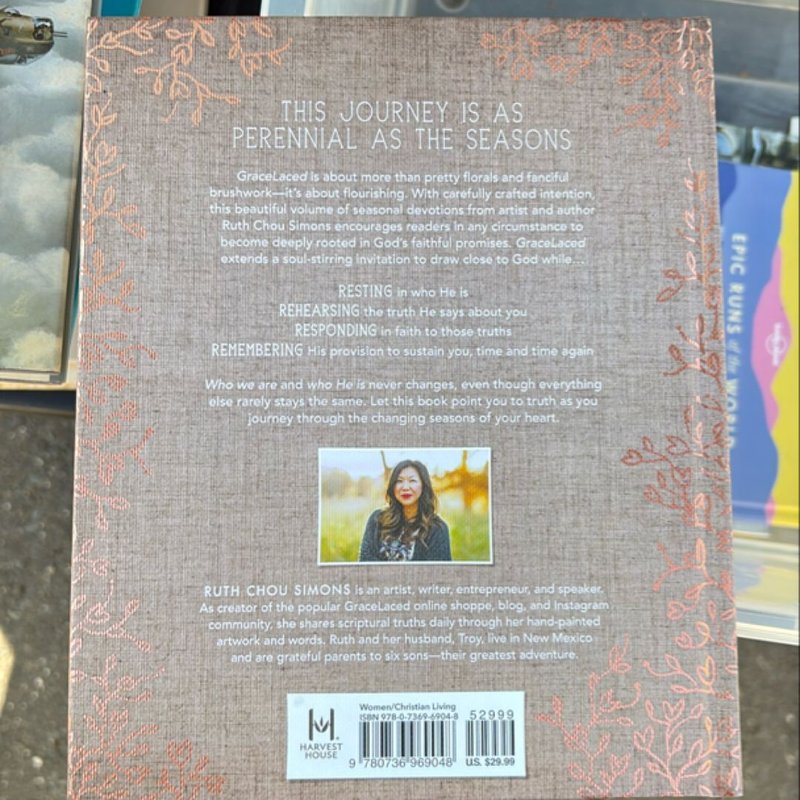 THIS JOURNEY IS AS
PERENNIAL AS THE SEASONS
GraceLaced is about more than pretty florals and fanciful
brushwork—it's about flourishing. With carefully crafted intention,
this beautiful volume of seasonal devotions from artist and author
Ruth Chou Simons encourages readers in any circumstance to
become deeply rooted in God's faithful promises. GraceLaced
extends a soul-stirring invitation to draw close to God while...
RESTING in who He is
REHEARSING the truth He says about you
RESPONDING in faith to those truths
REMEMBERING His provision to sustain you, time and time again
Who we are and who He is never changes, even though everything
else rarely stays the same. Let this book point you to truth as you
journey through the changing seasons of your heart.
RUTH CHOU SIMONS is an artist, writer, entrepreneur, and speaker.
As creator of the popular GraceLaced online shoppe, blog, and Instagram
community, she shares scriptural truths daily through her hand-painted
artwork and words. Ruth and her husband, Troy, live in New Mexico
and are grateful parents to six sons—their greatest adventure.
H
HARVEST
HOUSE
Women/Christian Living
ISBN 978-0-7369-6904-8
52999
9 780736 969048
U.S. $29.99
EPIC RUNS of the WORLD